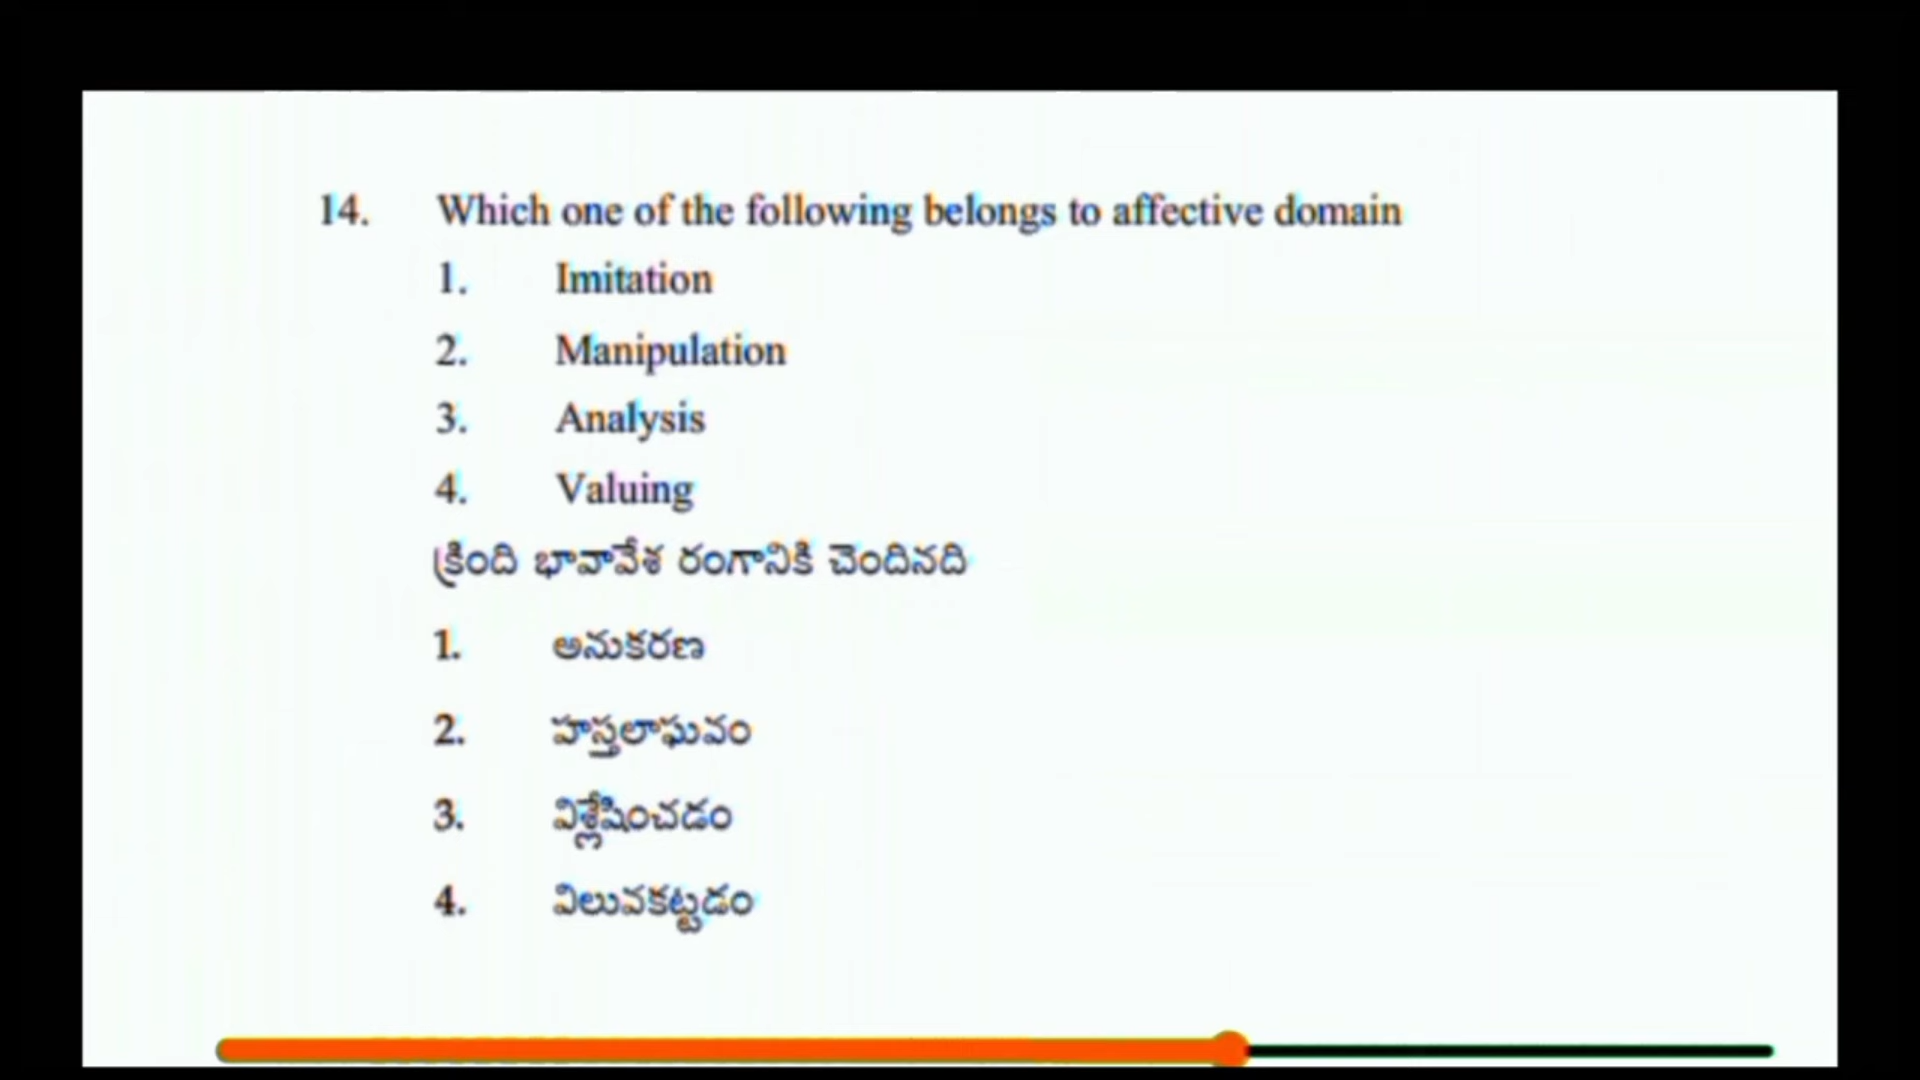 14. Which one of the following belongs to affective domain
1. Imitation
2. Manipulation
3. Analysis
4. Valuing
క్రింది భావావేశ రంగానికి చెందినది
1. అనుకరణ
2. హస్తలాఘవం
3. విశ్లేషించడం
4. విలువకట్టడం